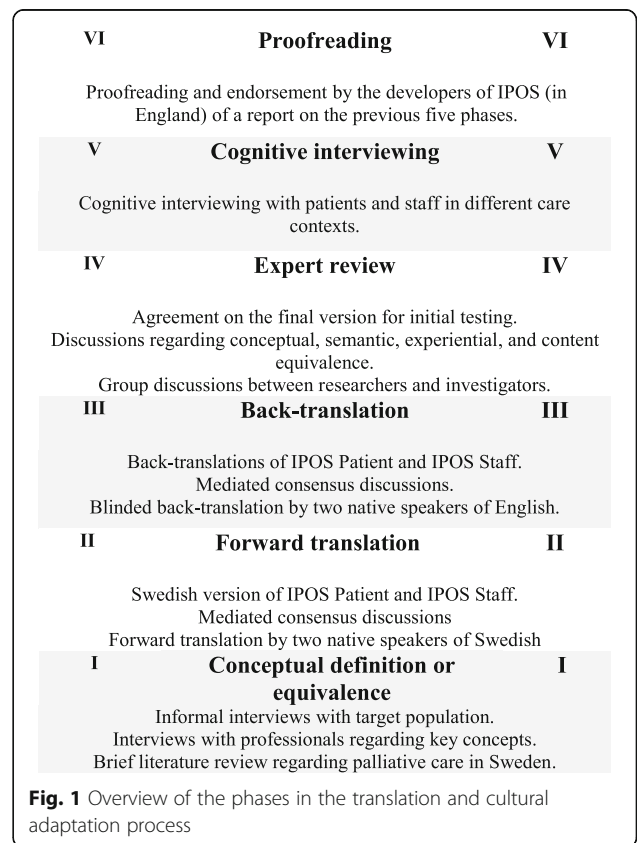 VI Proofreading VI
Proofreading and endorsement by the developers of IPOS (in
England) of a report on the previous five phases.
V Cognitive interviewing V
Cognitive interviewing with patients and staff in different care
contexts.
IV Expert review IV
Agreement on the final version for initial testing.
Discussions regarding conceptual, semantic, experiential, and content
equivalence.
Group discussions between researchers and investigators.
III Back-translation III
Back-translations of IPOS Patient and IPOS Staff.
Mediated consensus discussions.
Blinded back-translation by two native speakers of English.
II Forward translation II
Swedish version of IPOS Patient and IPOS Staff.
Mediated consensus discussions
Forward translation by two native speakers of Swedish
I Conceptual definition or I
equivalence
Informal interviews with target population.
Interviews with professionals regarding key concepts.
Brief literature review regarding palliative care in Sweden.
Fig. 1 Overview of the phases in the translation and cultural
adaptation process